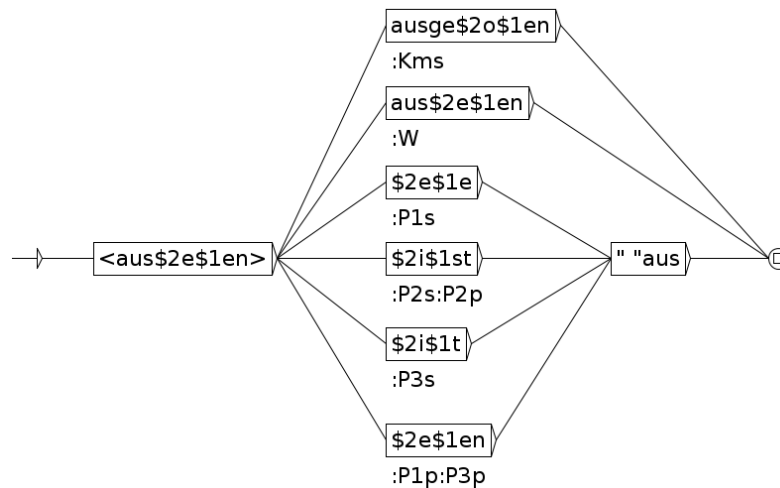 ausge$2o$1en
:Kms
aus$2e$1en
:W
$2e$1e
:P1s
<aus$2e$1en>
$2i$1st
" "aus
:P2s:P2p
$2i$1t
:P3s
$2e$1en
:P1p:P3p